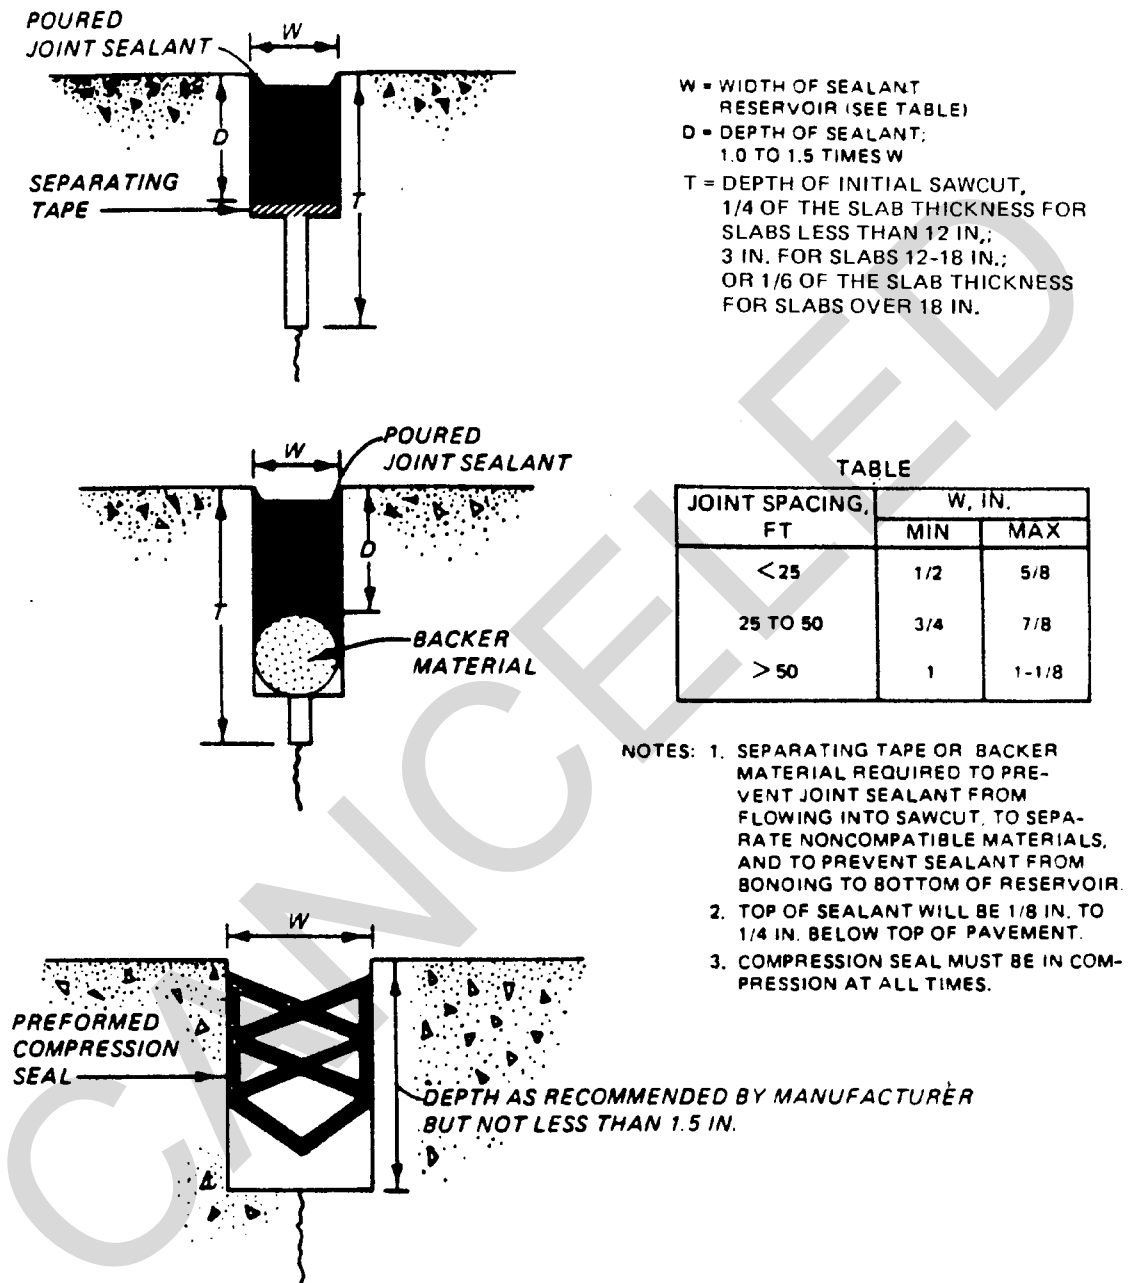 POURED
JOINT SEALANT
W
D
T
SEPARATING
TAPE
W = WIDTH OF SEALANT
RESERVOIR (SEE TABLE)
D = DEPTH OF SEALANT;
1.0 TO 1.5 TIMES W
T = DEPTH OF INITIAL SAWCUT,
1/4 OF THE SLAB THICKNESS FOR
SLABS LESS THAN 12 IN.;
3 IN. FOR SLABS 12-18 IN.;
OR 1/6 OF THE SLAB THICKNESS
FOR SLABS OVER 18 IN.
W
POURED
JOINT SEALANT
D
T
BACKER
MATERIAL
TABLE
JOINT SPACING, W, IN.
FT MIN MAX
<25 1/2 5/8
25 TO 50 3/4 7/8
>50 1 1-1/8
NOTES: 1. SEPARATING TAPE OR BACKER
MATERIAL REQUIRED TO PRE-
VENT JOINT SEALANT FROM
FLOWING INTO SAWCUT, TO SEPA-
RATE NONCOMPATIBLE MATERIALS,
AND TO PREVENT SEALANT FROM
BONDING TO BOTTOM OF RESERVOIR.
2. TOP OF SEALANT WILL BE 1/8 IN. TO
1/4 IN. BELOW TOP OF PAVEMENT.
3. COMPRESSION SEAL MUST BE IN COM-
PRESSION AT ALL TIMES.
W
PREFORMED
COMPRESSION
SEAL
DEPTH AS RECOMMENDED BY MANUFACTURER
BUT NOT LESS THAN 1.5 IN.
CANCELED